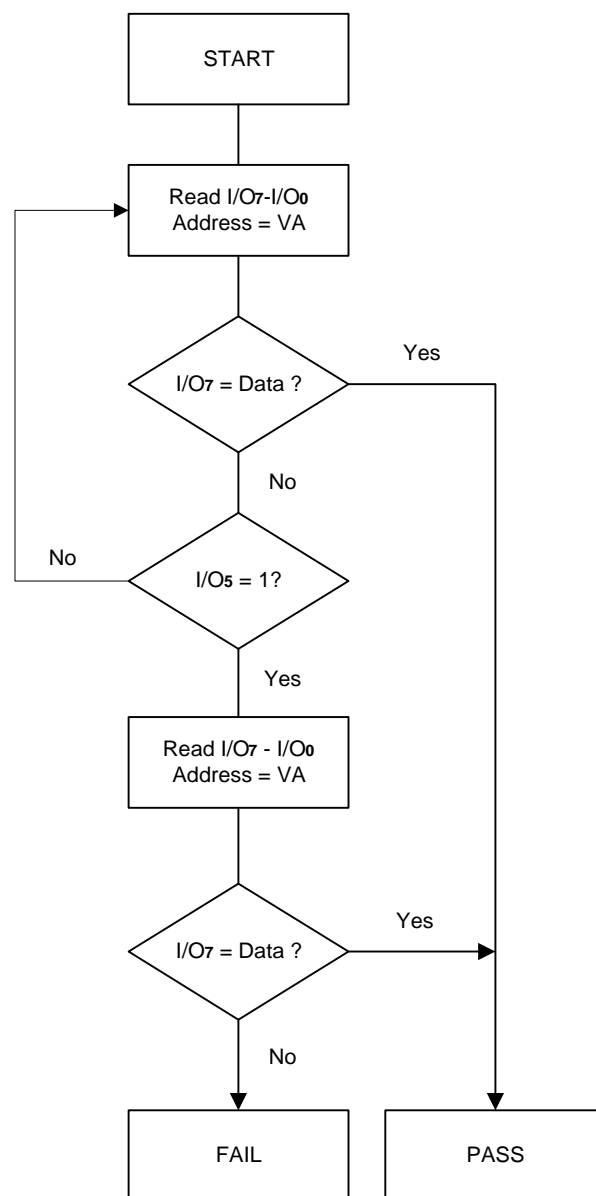 START
Read I/O7-I/O0
Address = VA
Yes
I/O7 = Data ?
No
No
I/O5 = 1?
Yes
Read I/O7 - I/O0
Address = VA
Yes
I/O7 = Data ?
No
FAIL
PASS